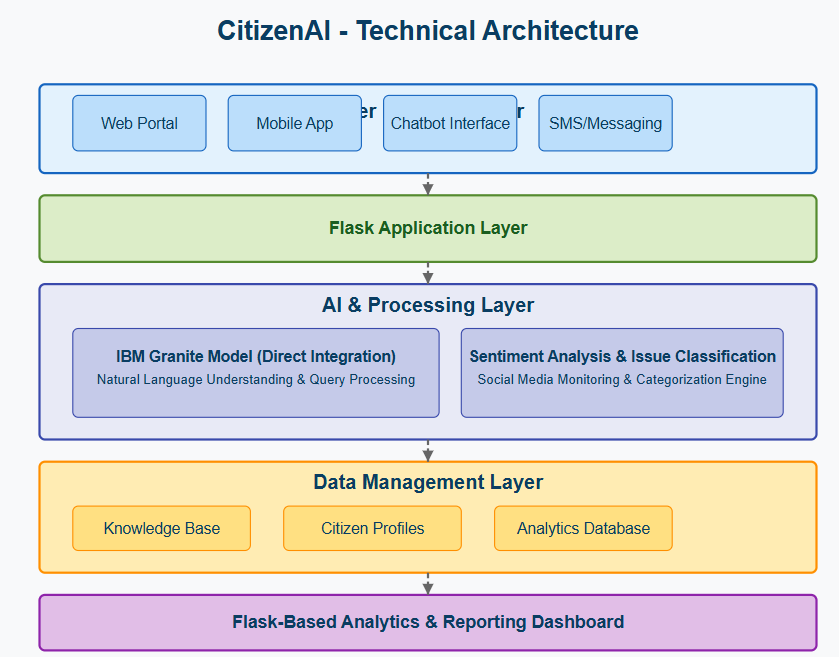 CitizenAI - Technical Architecture
Web Portal
Mobile App
Chatbot Interface
SMS/Messaging
Flask Application Layer
AI & Processing Layer
IBM Granite Model (Direct Integration)
Natural Language Understanding & Query Processing
Sentiment Analysis & Issue Classification
Social Media Monitoring & Categorization Engine
Data Management Layer
Knowledge Base
Citizen Profiles
Analytics Database
Flask-Based Analytics & Reporting Dashboard